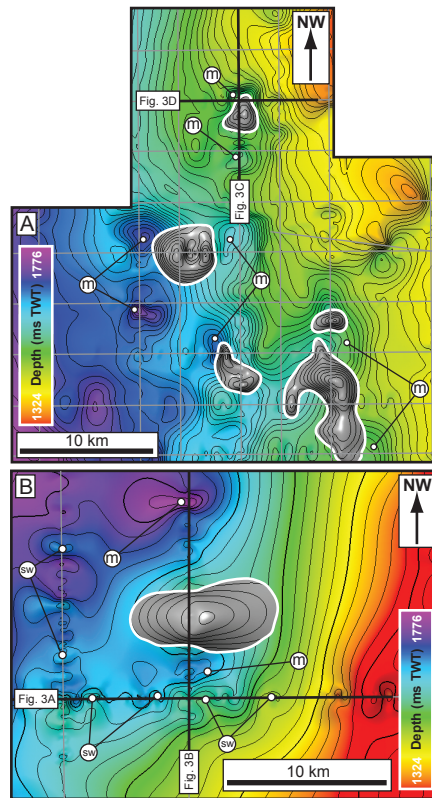 NW
m
Fig. 3D
m
Fig. 3C
A
m
m
1324 Depth (ms TWT) 1776
m
10 km
B
NW
m
sw
m
Fig. 3A
sw
sw
Fig. 3B
1324 Depth (ms TWT) 1776
10 km